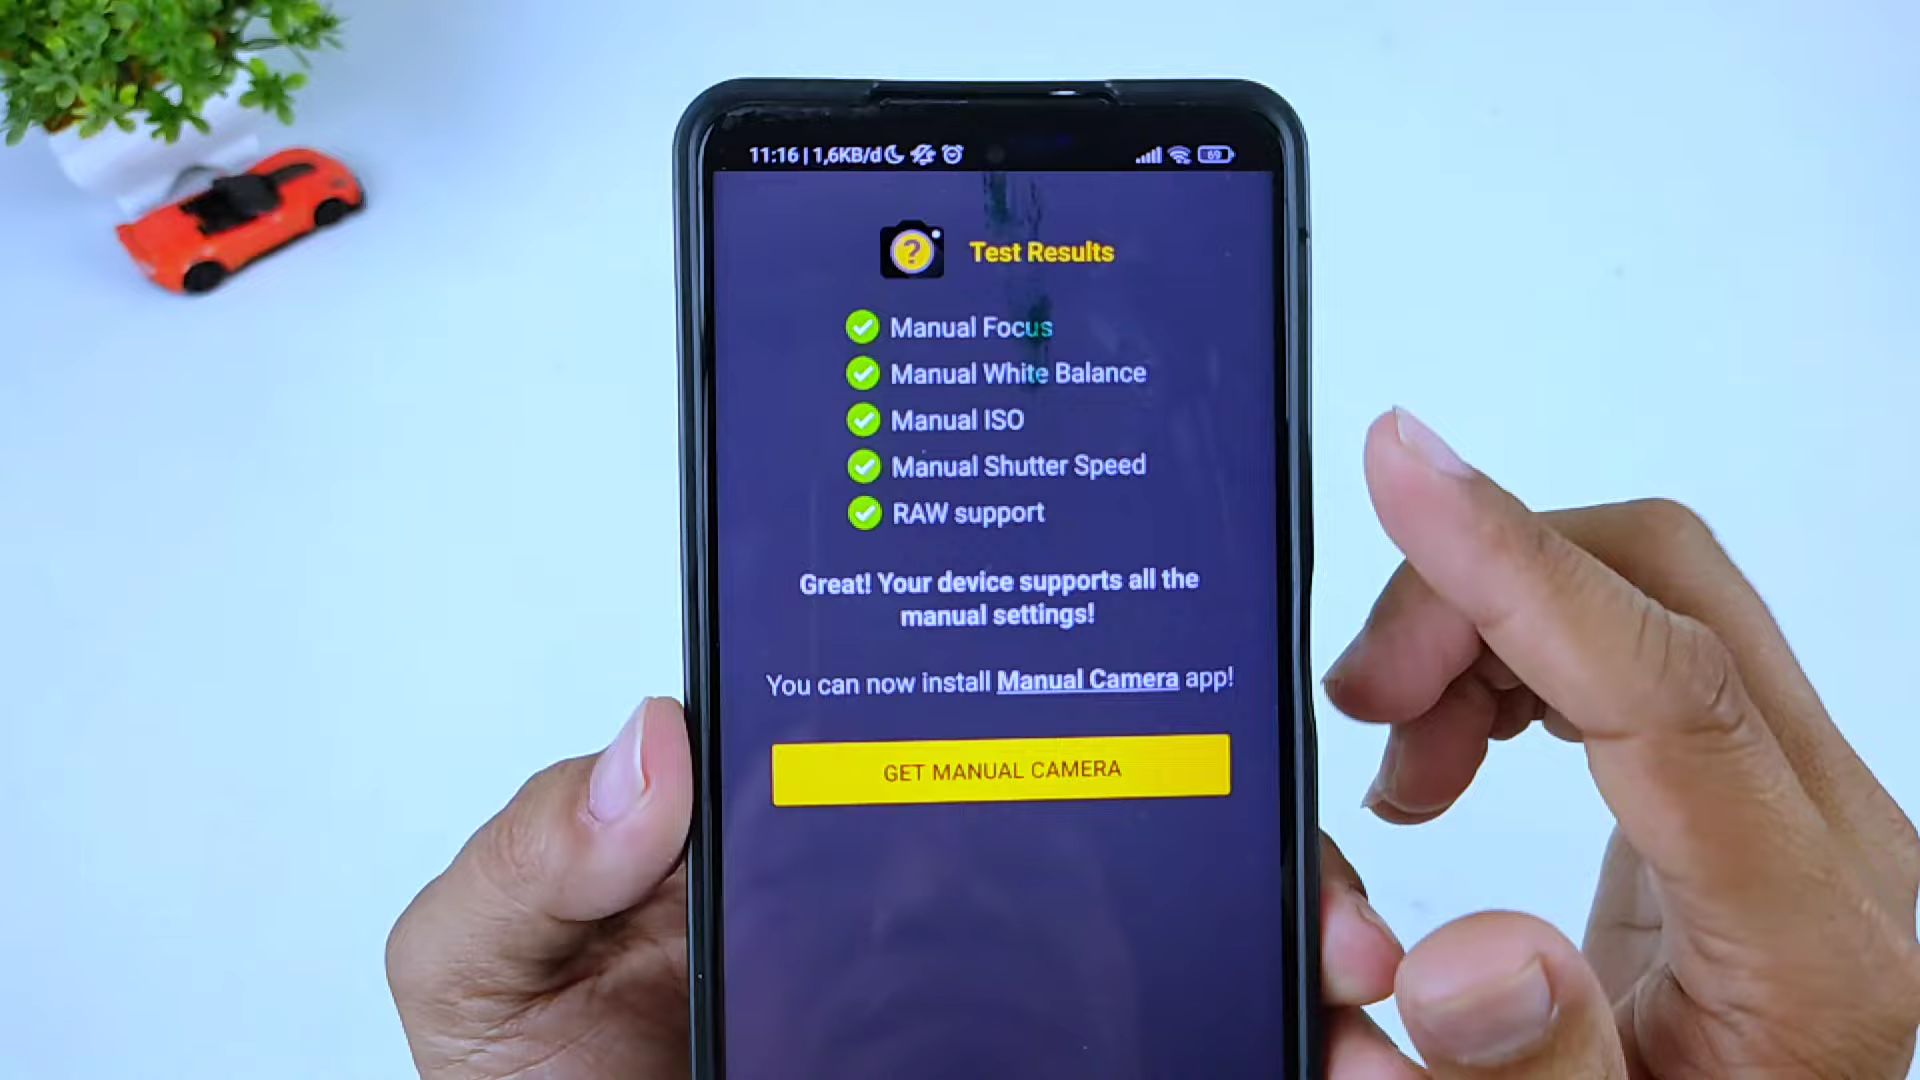 11:16 | 1,6KB/d 69
? Test Results
Manual Focus
Manual White Balance
Manual ISO
Manual Shutter Speed
RAW support
Great! Your device supports all the
manual settings!
You can now install Manual Camera app!
GET MANUAL CAMERA